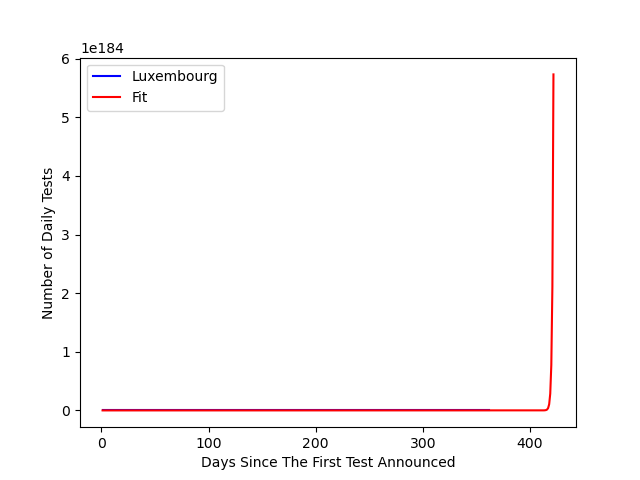 1e184
6
5
4
3
2
1
0
Luxembourg
Fit
Number of Daily Tests
0 100 200 300 400
Days Since The First Test Announced